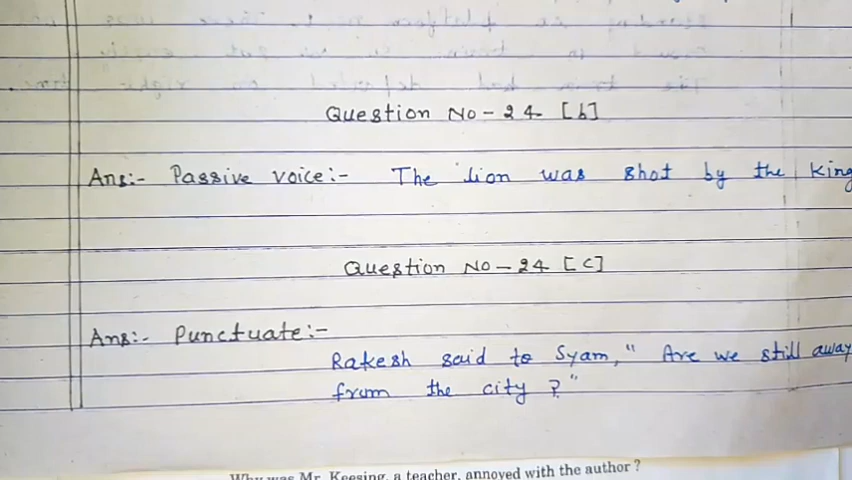 Question No - 24 [b]
Ans:- Passive voice:- The lion was shot by the king
Question No - 24 [c]
Ans:- Punctuate:-
Rakesh said to Syam, " Are we still away
from the city ?"
Why was Mr. Keesing, a teacher, annoyed with the author ?